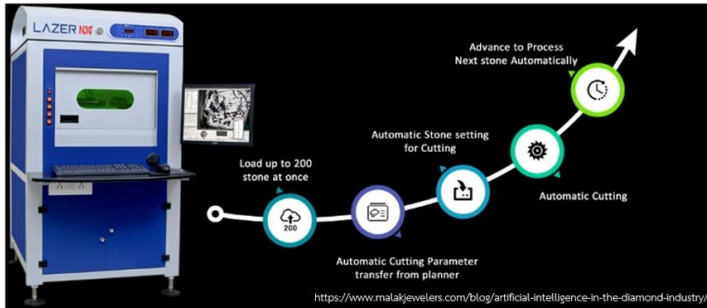 LAZER NXT
Advance to Process
Next stone Automatically
Automatic Stone setting
for Cutting
Load up to 200
stone at once
Automatic Cutting
200
Automatic Cutting Parameter
transfer from planner
https://www.malakjewelers.com/blog/artificial-intelligence-in-the-diamond-industry/